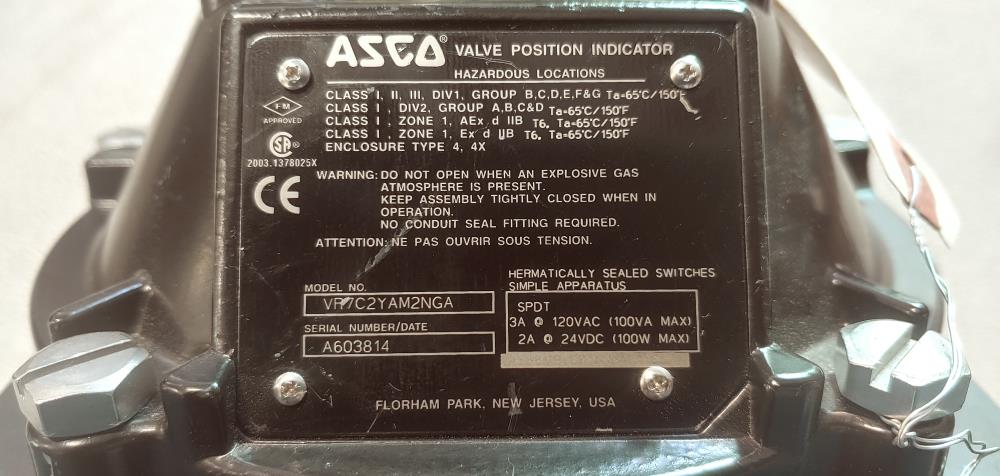 ASCO® VALVE POSITION INDICATOR
HAZARDOUS LOCATIONS
CLASS I, II, III, DIV1, GROUP B,C,D,E,F&G Ta=65°C/150°F
CLASS I, DIV2, GROUP A,B,C&D Ta=65°C/150°F
CLASS I, ZONE 1, AEx d IIB T6, Ta=65°C/150°F
CLASS I, ZONE 1, Ex d IIB T6, Ta=65°C/150°F
ENCLOSURE TYPE 4, 4X
FM
APPROVED
SA®
2003.1378025X
CE
WARNING: DO NOT OPEN WHEN AN EXPLOSIVE GAS
ATMOSPHERE IS PRESENT.
KEEP ASSEMBLY TIGHTLY CLOSED WHEN IN
OPERATION.
NO CONDUIT SEAL FITTING REQUIRED.
ATTENTION: NE PAS OUVRIR SOUS TENSION.
MODEL NO.
VR7C2YAM2NGA
SERIAL NUMBER/DATE
A603814
HERMATICALLY SEALED SWITCHES
SIMPLE APPARATUS
SPDT
3A @ 120VAC (100VA MAX)
2A @ 24VDC (100W MAX)
FLORHAM PARK, NEW JERSEY, USA